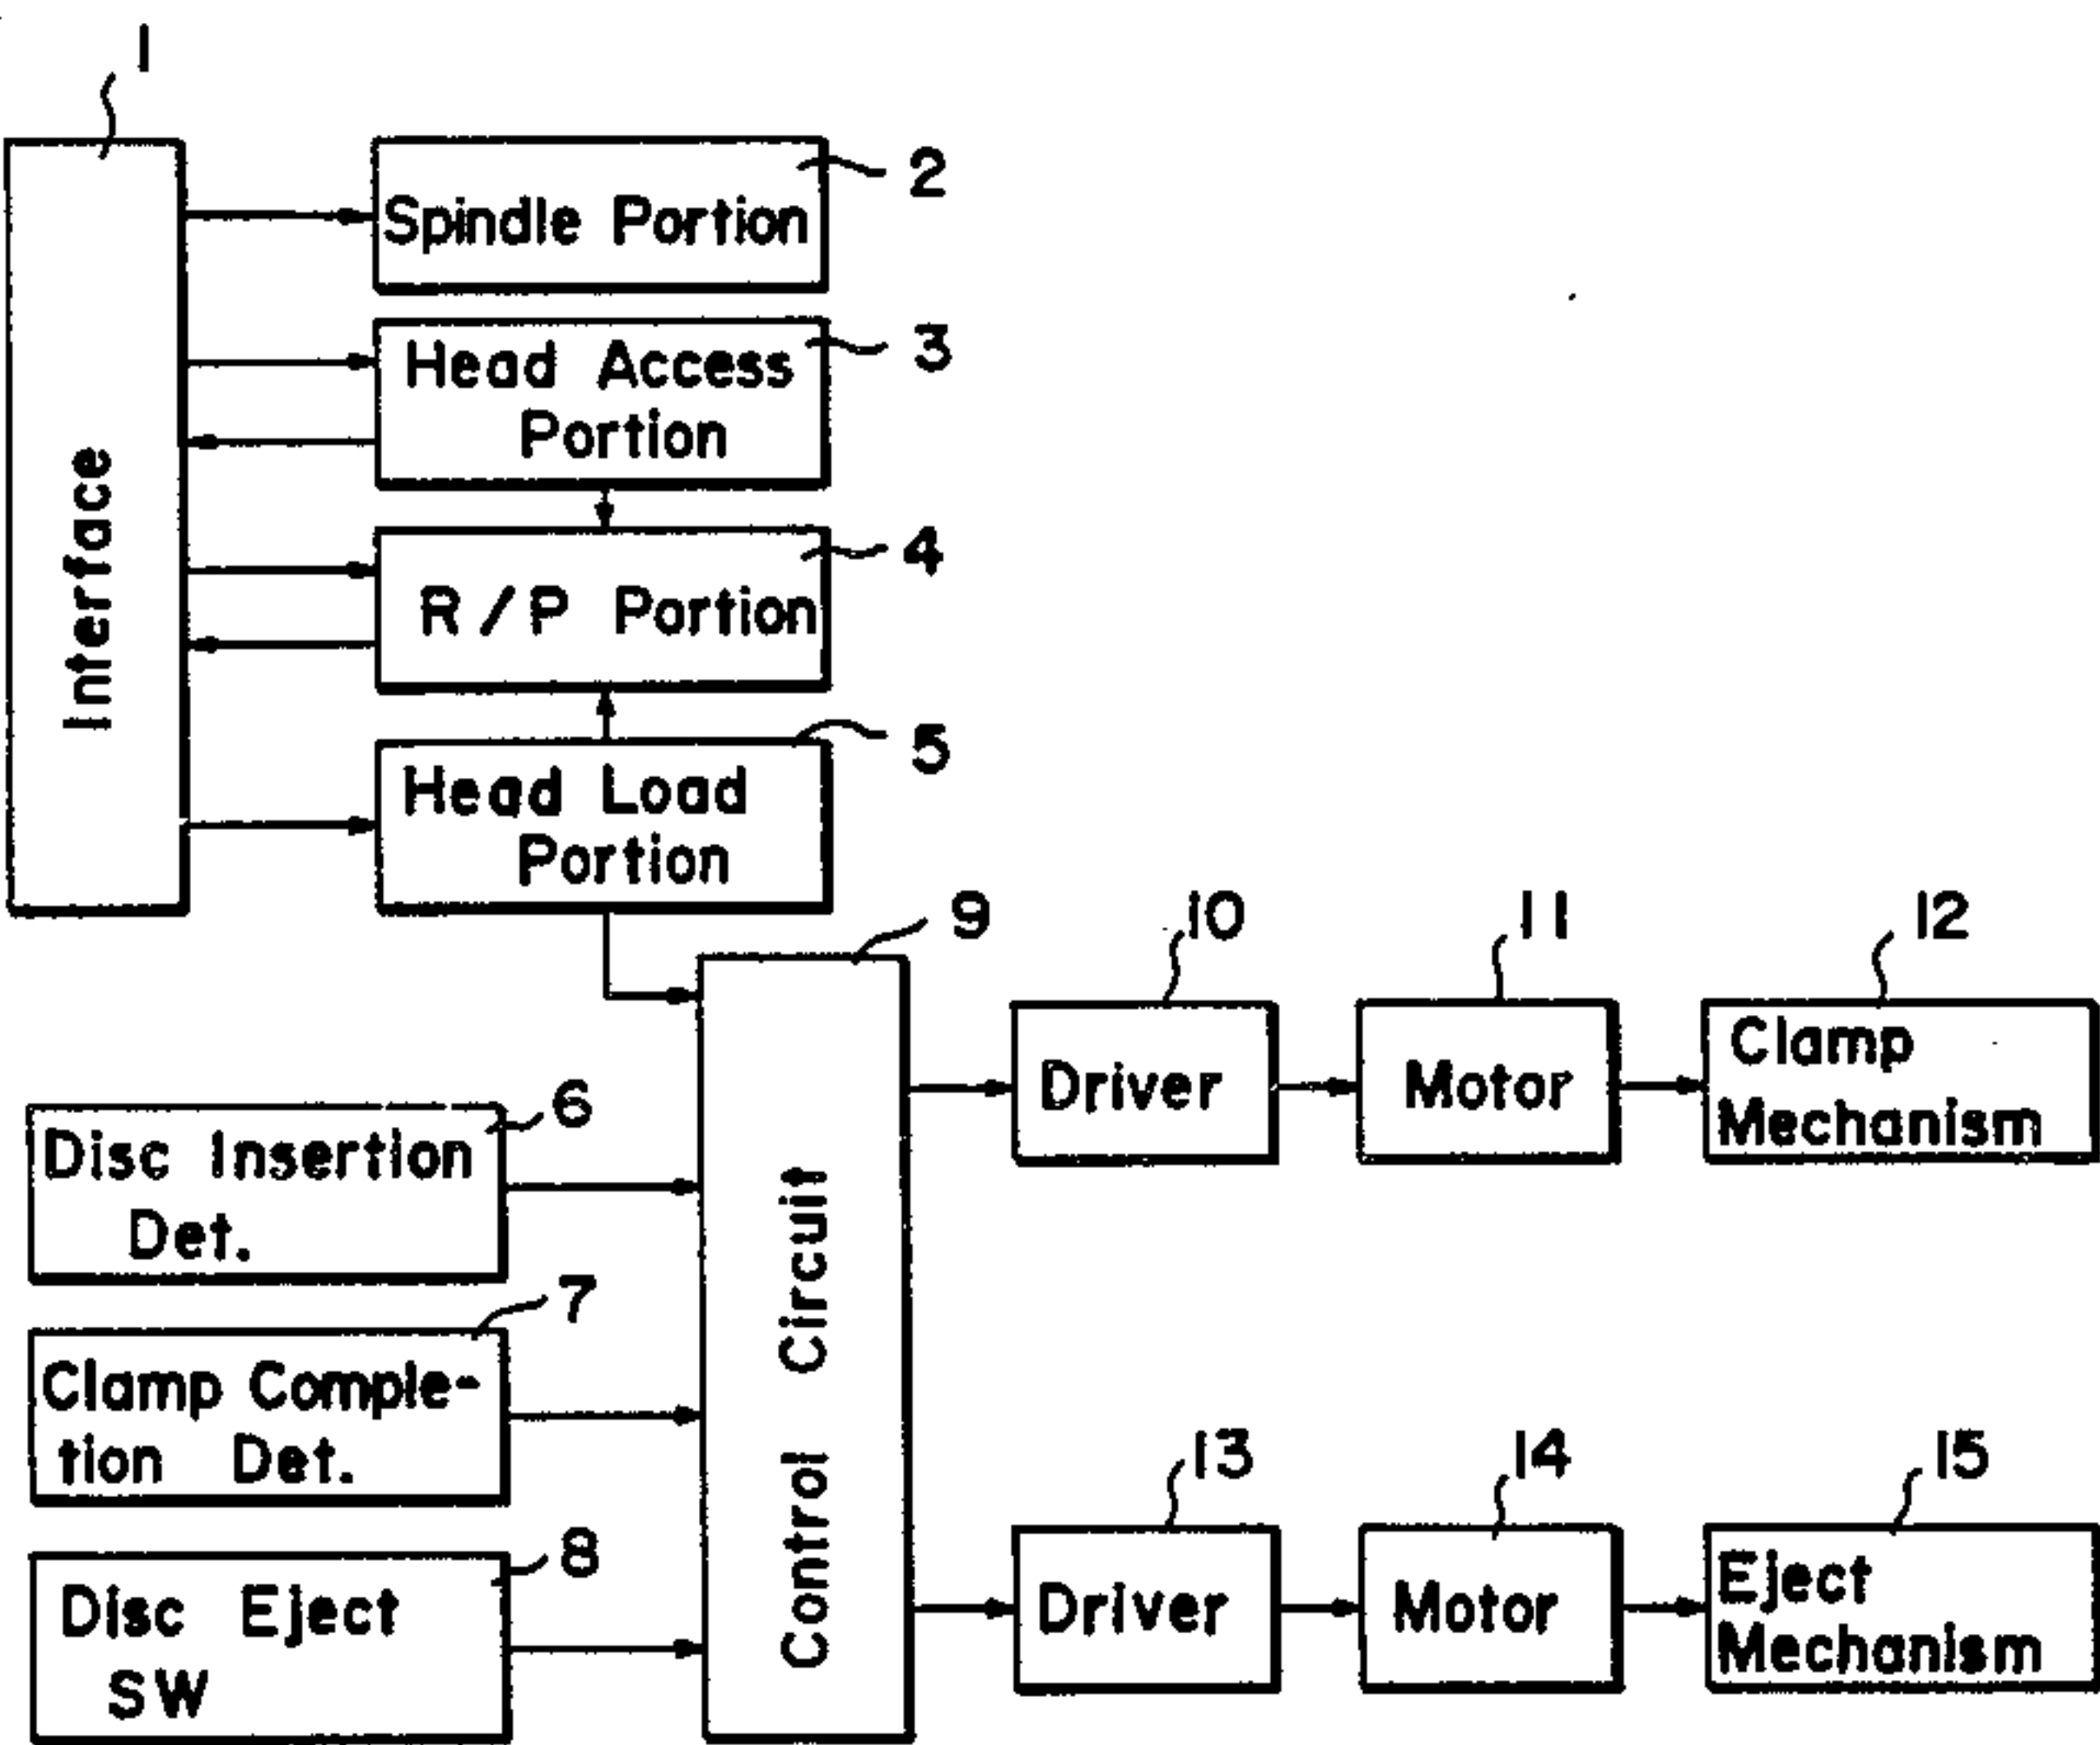 1
Interface
Spindle Portion
2
Head Access
Portion
3
R/P Portion
4
Head Load
Portion
5
Disc Insertion
Det.
6
Clamp Comple-
tion Det.
7
Disc Eject
SW
8
Control Circuit
9
Driver
10
Motor
11
Clamp
Mechanism
12
Driver
13
Motor
14
Eject
Mechanism
15